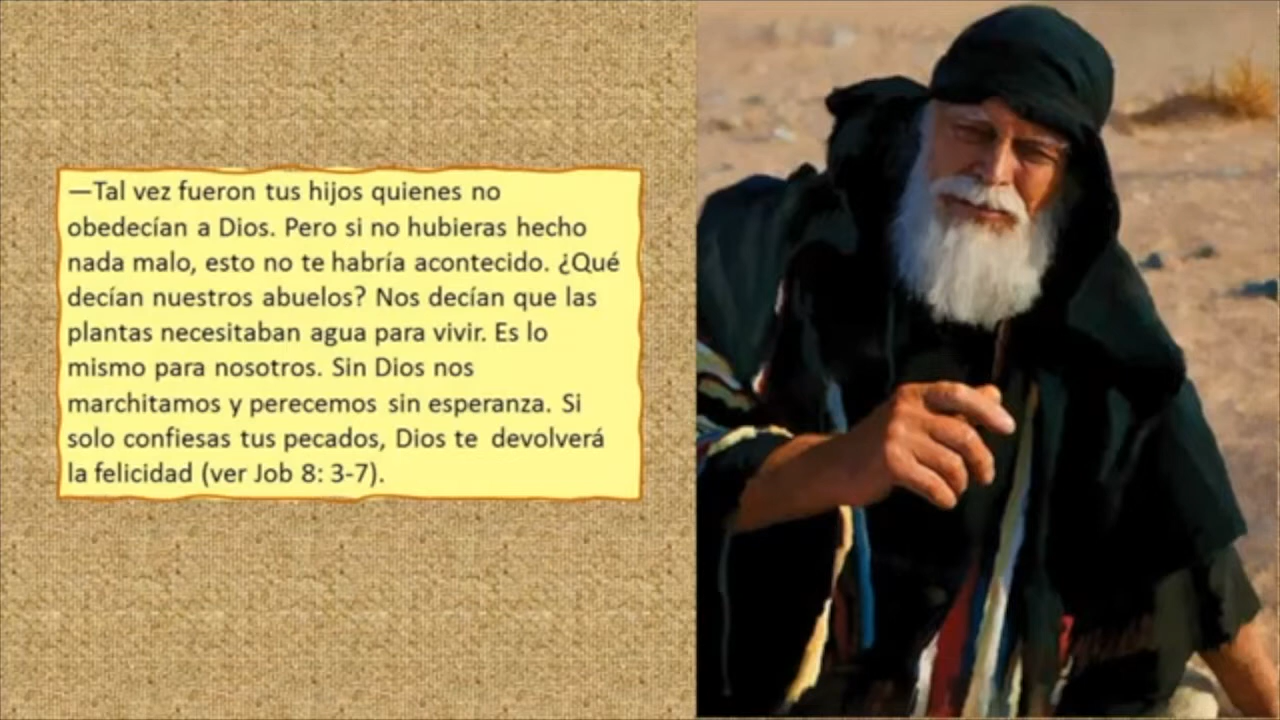 —Tal vez fueron tus hijos quienes no
obedecían a Dios. Pero si no hubieras hecho
nada malo, esto no te habría acontecido. ¿Qué
decían nuestros abuelos? Nos decían que las
plantas necesitaban agua para vivir. Es lo
mismo para nosotros. Sin Dios nos
marchitamos y perecemos sin esperanza. Si
solo confiesas tus pecados, Dios te devolverá
la felicidad (ver Job 8: 3-7).